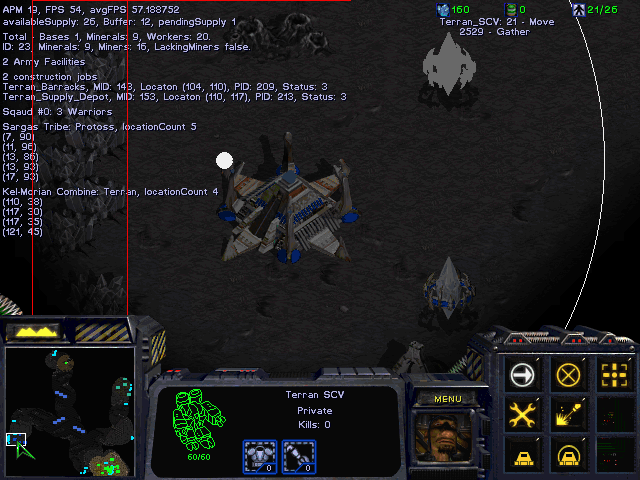 APM 19, FPS 54, avgFPS 57.188752
availableSupply: 26, Buffer: 12, pendingSupply 1
160
0
21/26
Terran_SCV: 21 - Move
2529 - Gather
Total : Bases 1, Minerals: 9, Workers: 20.
ID: 23, Minerals: 9, Miners: 16, LackingMiners false.
2 Army Facilities
2 construction jobs
Terran_Barracks, MID: 143, Locaton (104, 110), PID: 209, Status: 3
Terran_Supply_Depot, MID: 153, Locaton (110, 117), PID: 213, Status: 3
Sqaud #0: 3 Warriors
Sargas Tribe: Protoss, locationCount 5
(7, 90)
(11, 96)
(13, 86)
(13, 93)
(17, 93)
Kel-Morian Combine: Terran, locationCount 4
(110, 38)
(117, 30)
(117, 35)
(121, 45)
Terran SCV
Private
Kills: 0
60/60
0
0
MENU